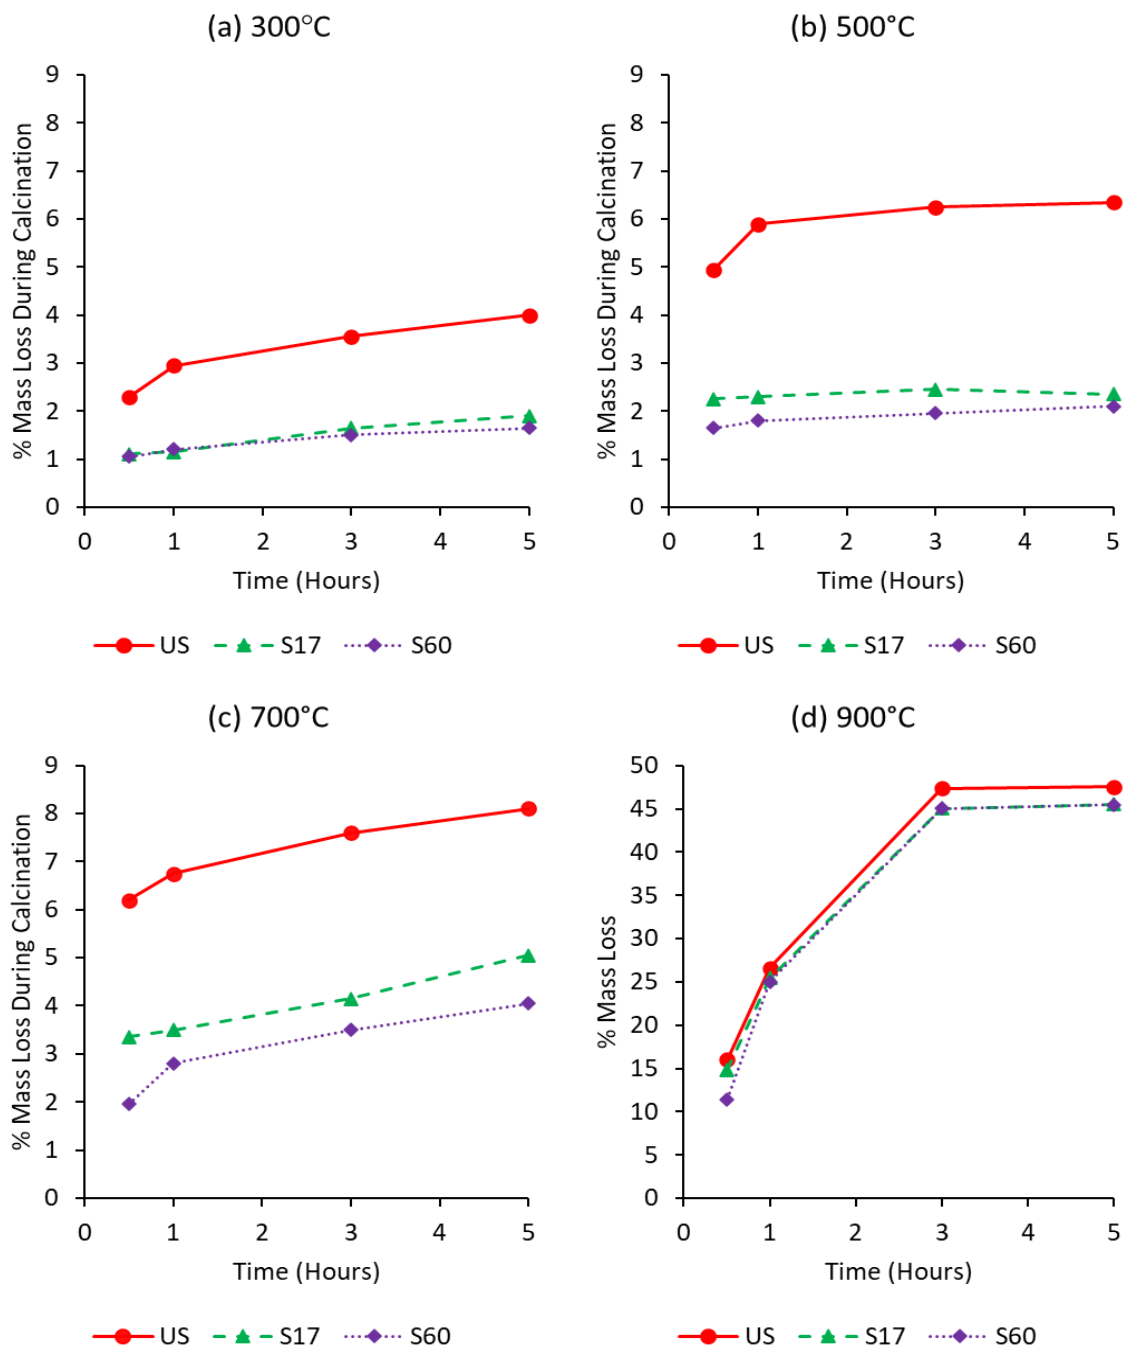 (a) 300°C
% Mass Loss During Calcination
9
8
7
6
5
4
3
2
1
0
0 1 2 3 4 5
Time (Hours)
US S17 S60
(b) 500°C
% Mass Loss During Calcination
9
8
7
6
5
4
3
2
1
0
0 1 2 3 4 5
Time (Hours)
US S17 S60
(c) 700°C
% Mass Loss During Calcination
9
8
7
6
5
4
3
2
1
0
0 1 2 3 4 5
Time (Hours)
US S17 S60
(d) 900°C
% Mass Loss
50
45
40
35
30
25
20
15
10
5
0
0 1 2 3 4 5
Time (Hours)
US S17 S60